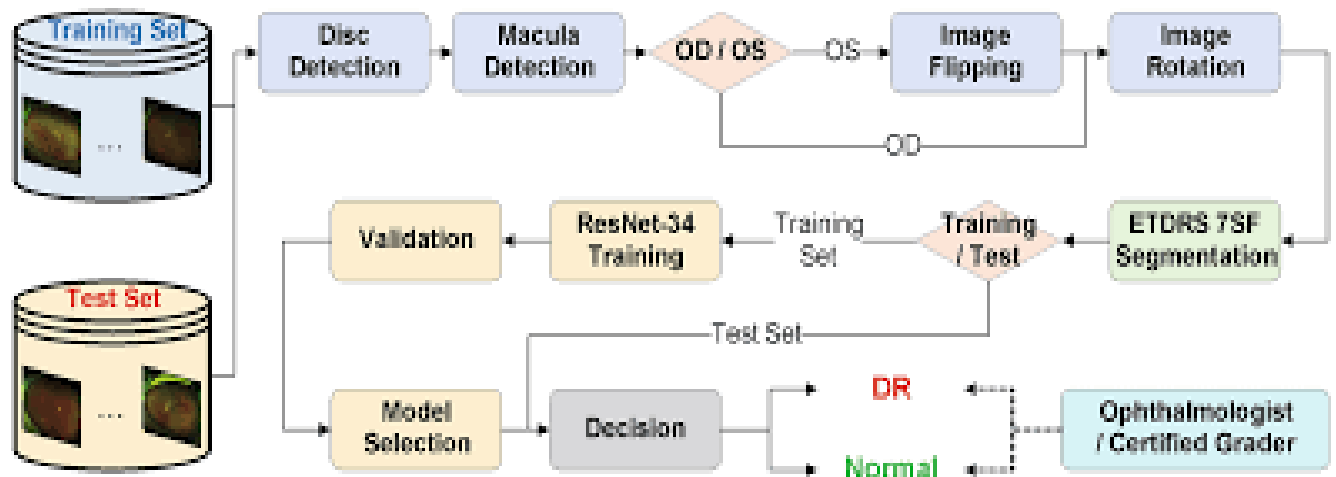 Training Set
Disc
Detection
Macula
Detection
OD / OS
OS
Image
Flipping
Image
Rotation
OD
...
Validation
ResNet-34
Training
Training
Set
Training
/ Test
ETDRS 7SF
Segmentation
Test Set
Test Set
...
Model
Selection
Decision
DR
Normal
Ophthalmologist
/ Certified Grader